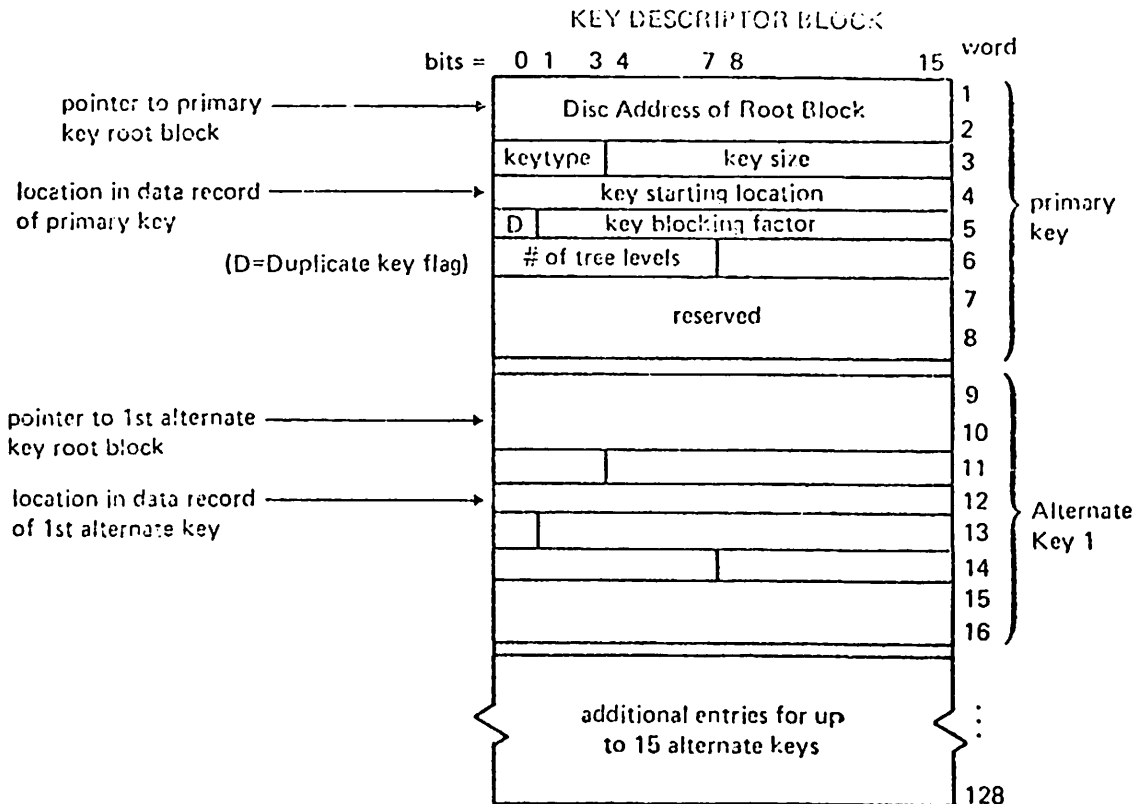 KEY DESCRIPTOR BLOCK
bits = 0 1 3 4 7 8 15 word
pointer to primary
key root block
Disc Address of Root Block
1
2
keytype key size 3
location in data record
of primary key
key starting location 4
D key blocking factor 5
primary
key
(D=Duplicate key flag)
# of tree levels 6
reserved
7
8
9
pointer to 1st alternate
key root block
10
11
location in data record
of 1st alternate key
12
13
Alternate
Key 1
14
15
16
additional entries for up
to 15 alternate keys
128